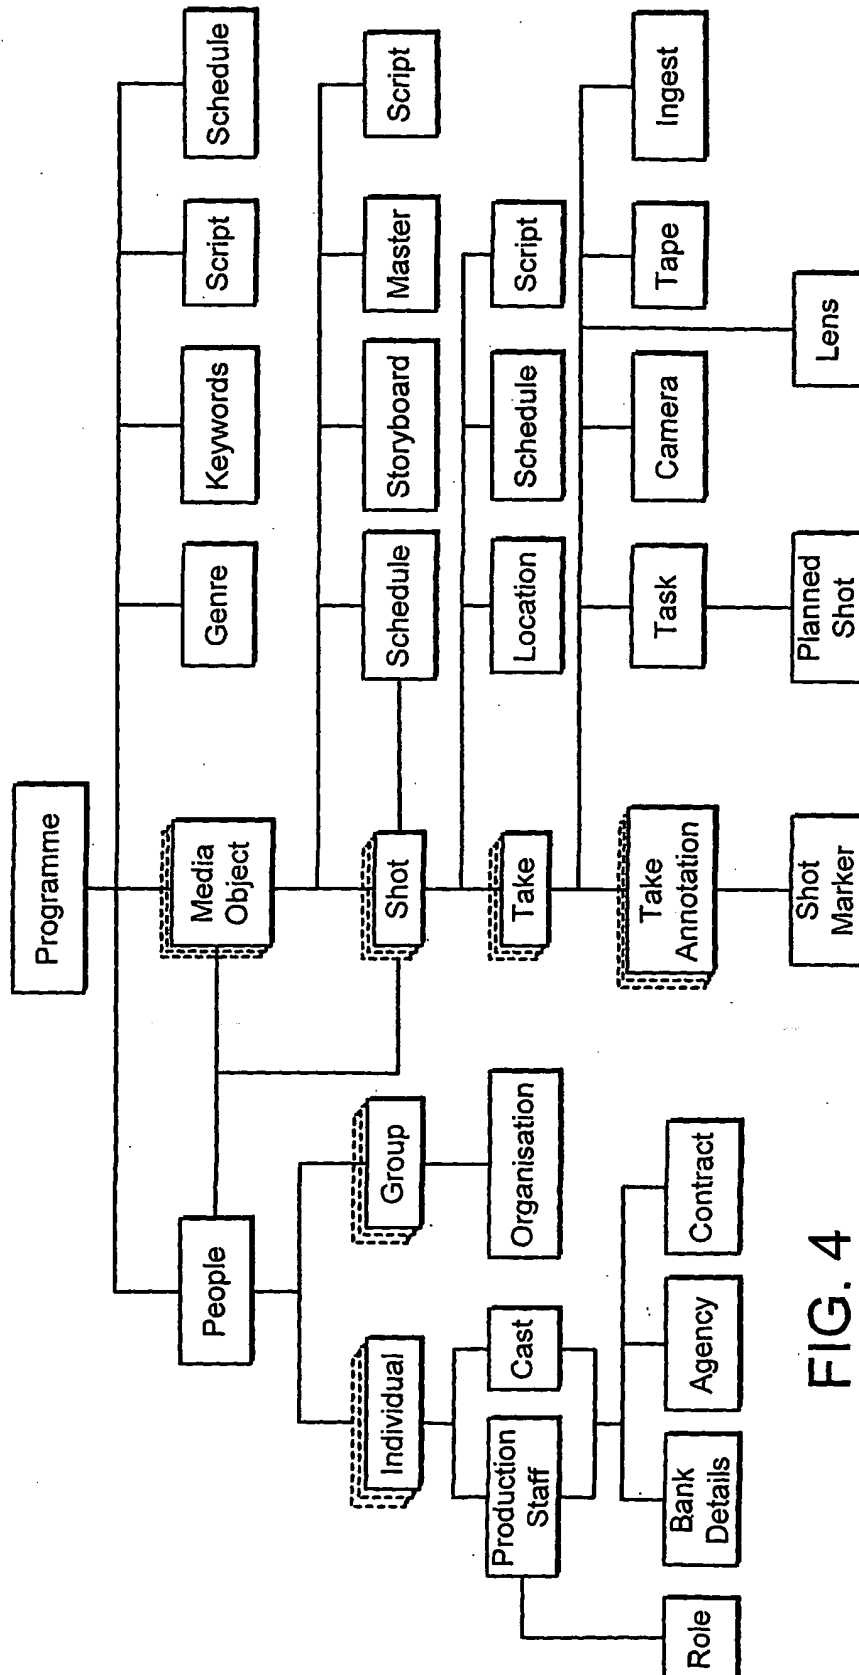 Programme
People
Media
Object
Genre
Keywords
Script
Schedule
Individual
Group
Shot
Schedule
Storyboard
Master
Script
Production
Staff
Cast
Organisation
Take
Location
Schedule
Script
Role
Bank
Details
Agency
Contract
Take
Annotation
Task
Camera
Tape
Ingest
Shot
Marker
Planned
Shot
Lens
FIG. 4